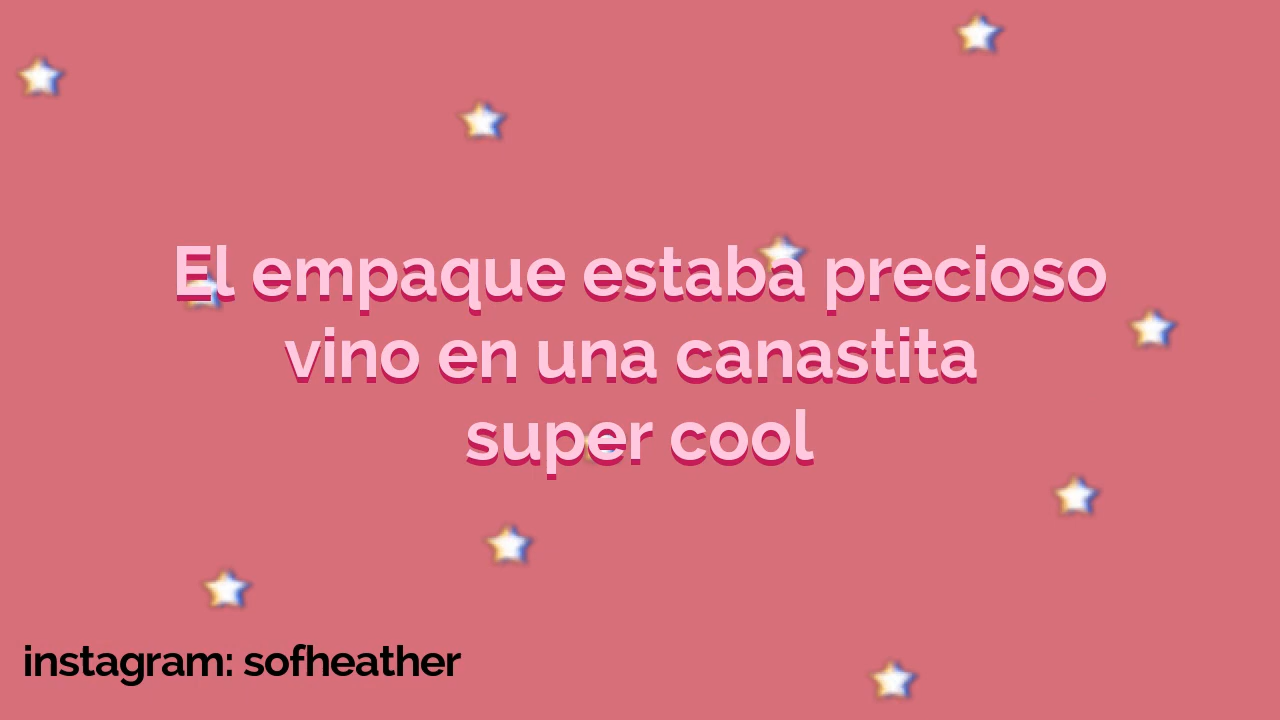 El empaque estaba precioso
vino en una canastita
super cool
instagram: sofheather